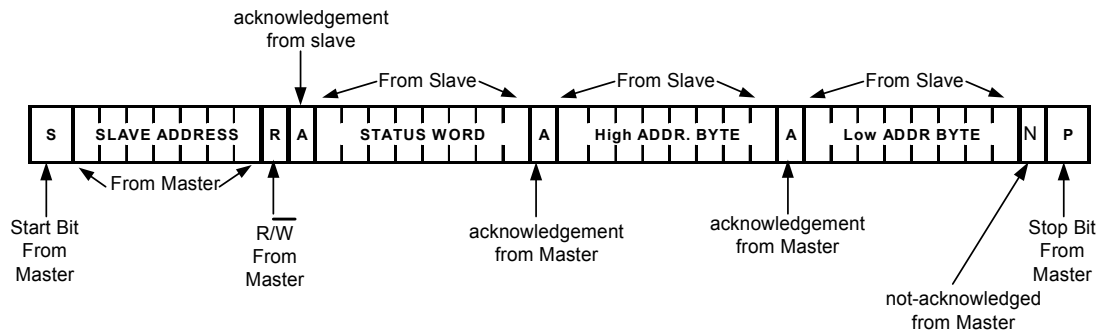 acknowledgement
from slave
From Slave
From Slave
From Slave
S SLAVE ADDRESS R A STATUS WORD A High ADDR. BYTE A Low ADDR BYTE N P
From Master
Start Bit
From
Master
R/W
From
Master
acknowledgement
from Master
acknowledgement
from Master
Stop Bit
From
Master
not-acknowledged
from Master